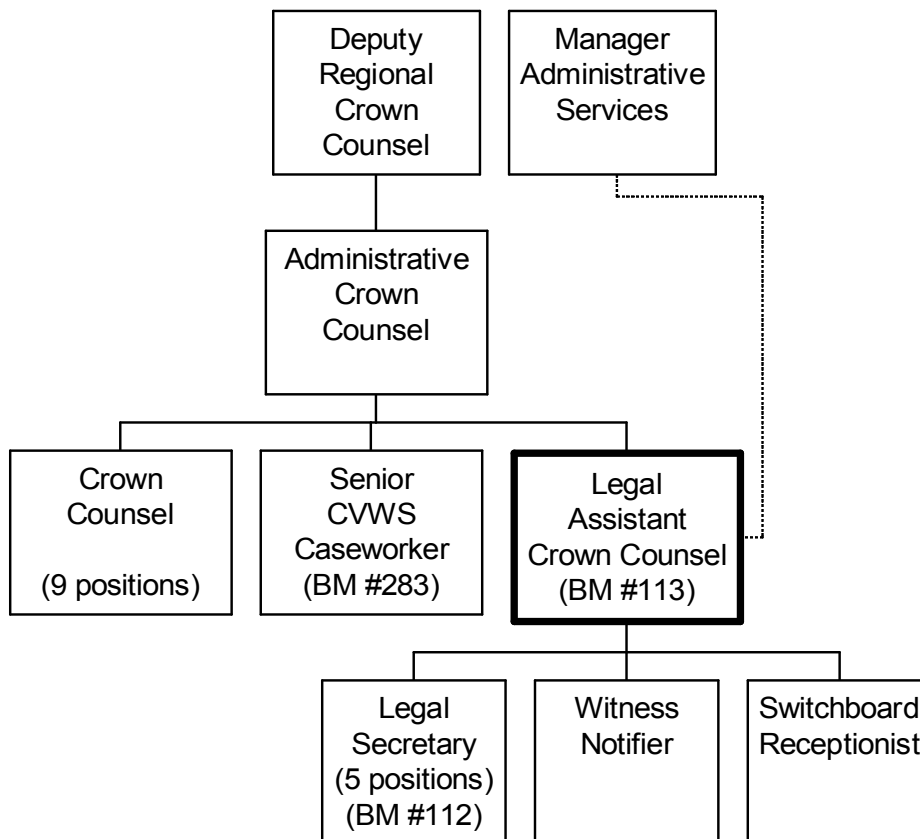 Deputy
Regional
Crown
Counsel
Manager
Administrative
Services
Administrative
Crown
Counsel
Crown
Counsel
(9 positions)
Senior
CVWS
Caseworker
(BM #283)
Legal
Assistant
Crown Counsel
(BM #113)
Legal
Secretary
(5 positions)
(BM #112)
Witness
Notifier
Switchboard
Receptionist